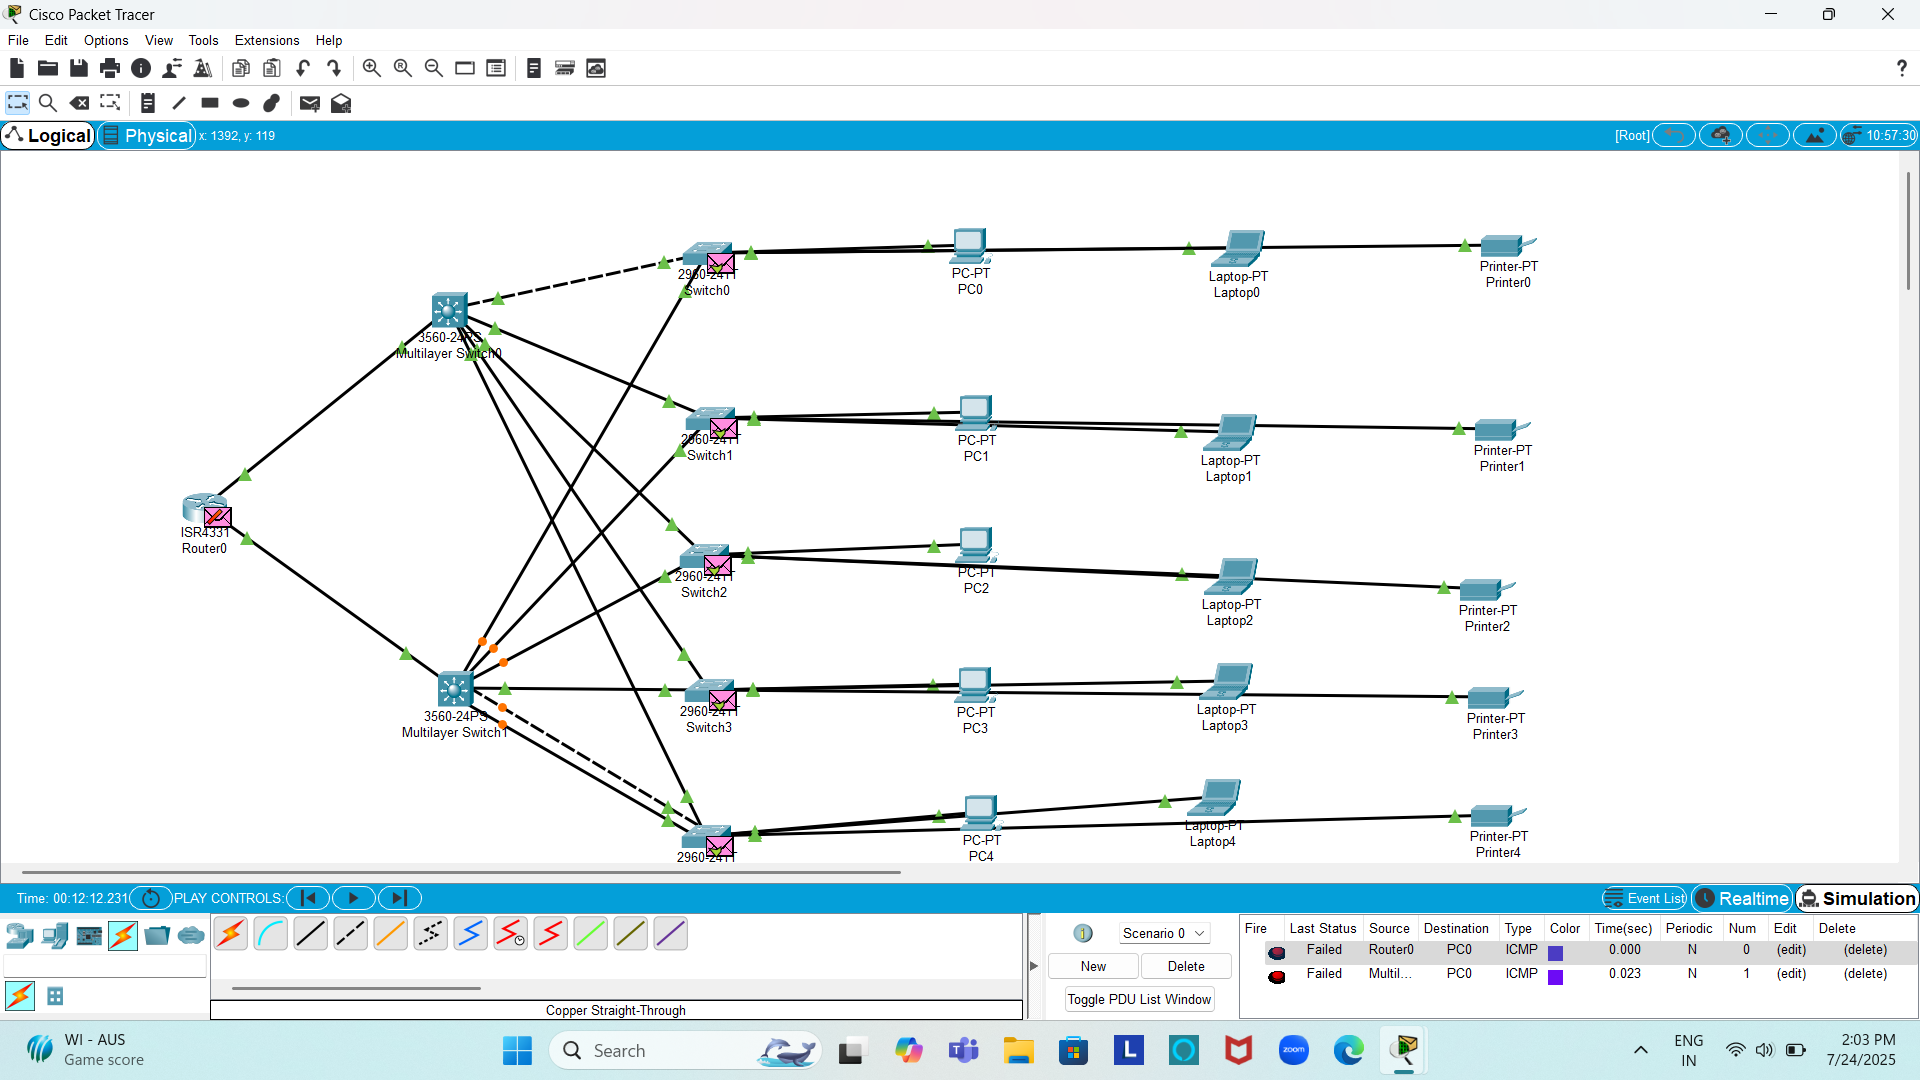 Cisco Packet Tracer
File Edit Options View Tools Extensions Help
?
Logical Physical x: 1392, y: 119 [Root] 10:57:30
PC-PT
PC0
Laptop-PT
Laptop0
Printer-PT
Printer0
2960-24TT
Switch0
3560-24PS
Multilayer Switch0
PC-PT
PC1
Laptop-PT
Laptop1
Printer-PT
Printer1
2960-24TT
Switch1
ISR4331
Router0
PC-PT
PC2
Laptop-PT
Laptop2
Printer-PT
Printer2
2960-24TT
Switch2
3560-24PS
Multilayer Switch1
2960-24TT
Switch3
PC-PT
PC3
Laptop-PT
Laptop3
Printer-PT
Printer3
2960-24TT
PC-PT
PC4
Laptop-PT
Laptop4
Printer-PT
Printer4
Time: 00:12:12.231 PLAY CONTROLS: Event List Realtime Simulation
Scenario 0
New Delete
Toggle PDU List Window
Fire Last Status Source Destination Type Color Time(sec) Periodic Num Edit Delete
Failed Router0 PC0 ICMP 0.000 N 0 (edit) (delete)
Failed Multil... PC0 ICMP 0.023 N 1 (edit) (delete)
Copper Straight-Through
WI - AUS
Game score
Search
L
zoom
ENG
IN
2:03 PM
7/24/2025